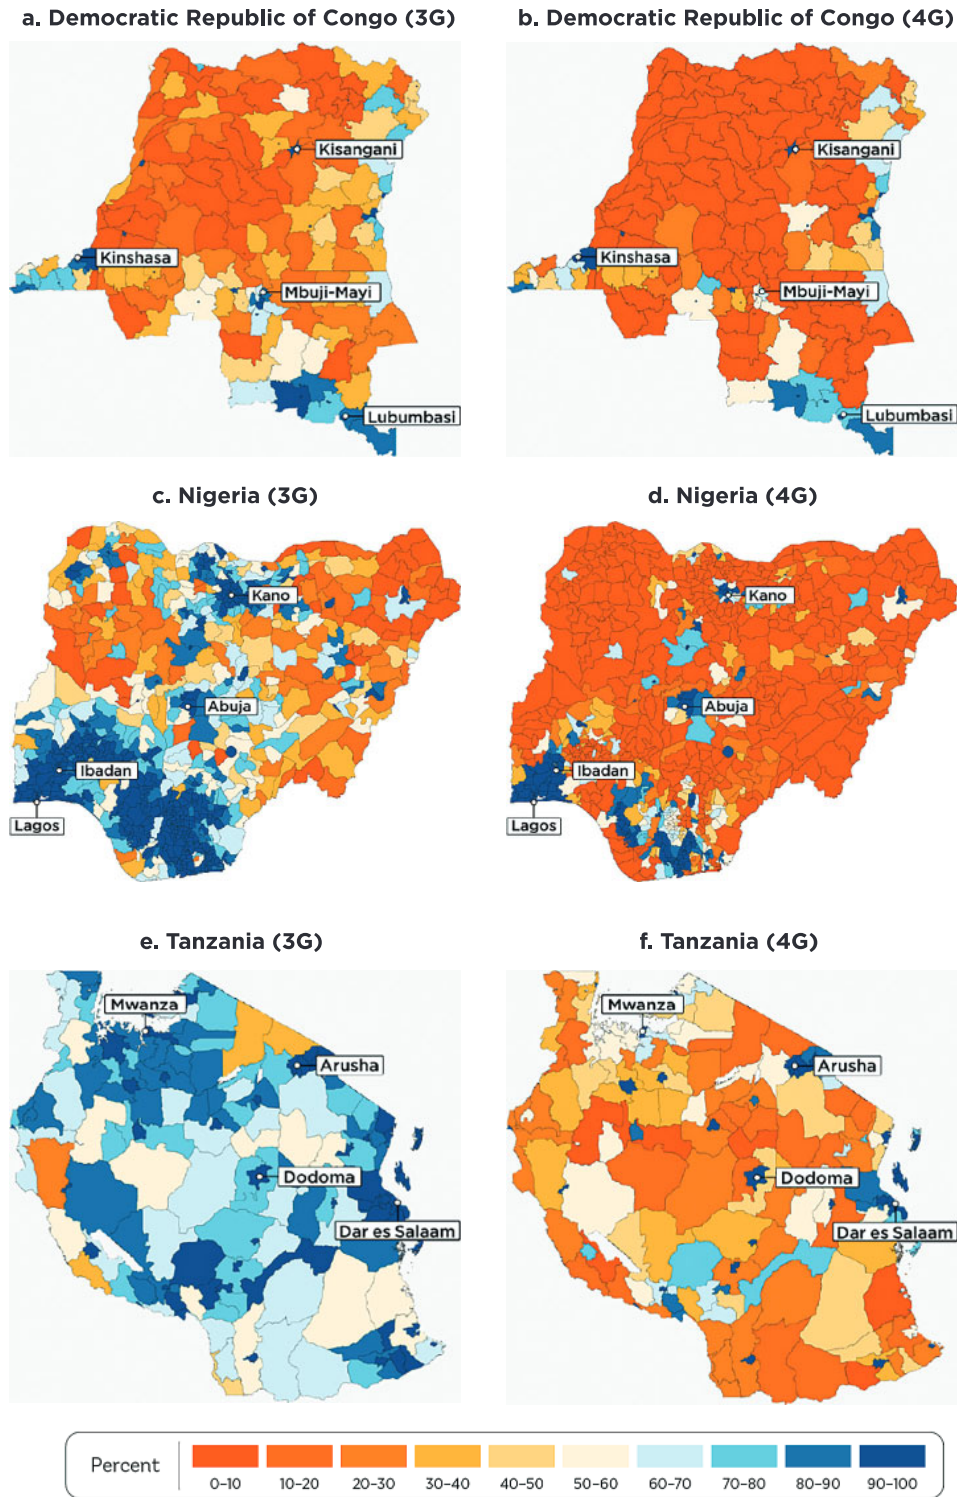 a. Democratic Republic of Congo (3G)
b. Democratic Republic of Congo (4G)
Kisangani
Kinshasa
Mbuji-Mayi
Lubumbasi
Kisangani
Kinshasa
Mbuji-Mayi
Lubumbasi
c. Nigeria (3G)
d. Nigeria (4G)
Kano
Abuja
Ibadan
Lagos
Kano
Abuja
Ibadan
Lagos
e. Tanzania (3G)
f. Tanzania (4G)
Mwanza
Arusha
Dodoma
Dar es Salaam
Mwanza
Arusha
Dodoma
Dar es Salaam
Percent
0–10 10–20 20–30 30–40 40–50 50–60 60–70 70–80 80–90 90–100